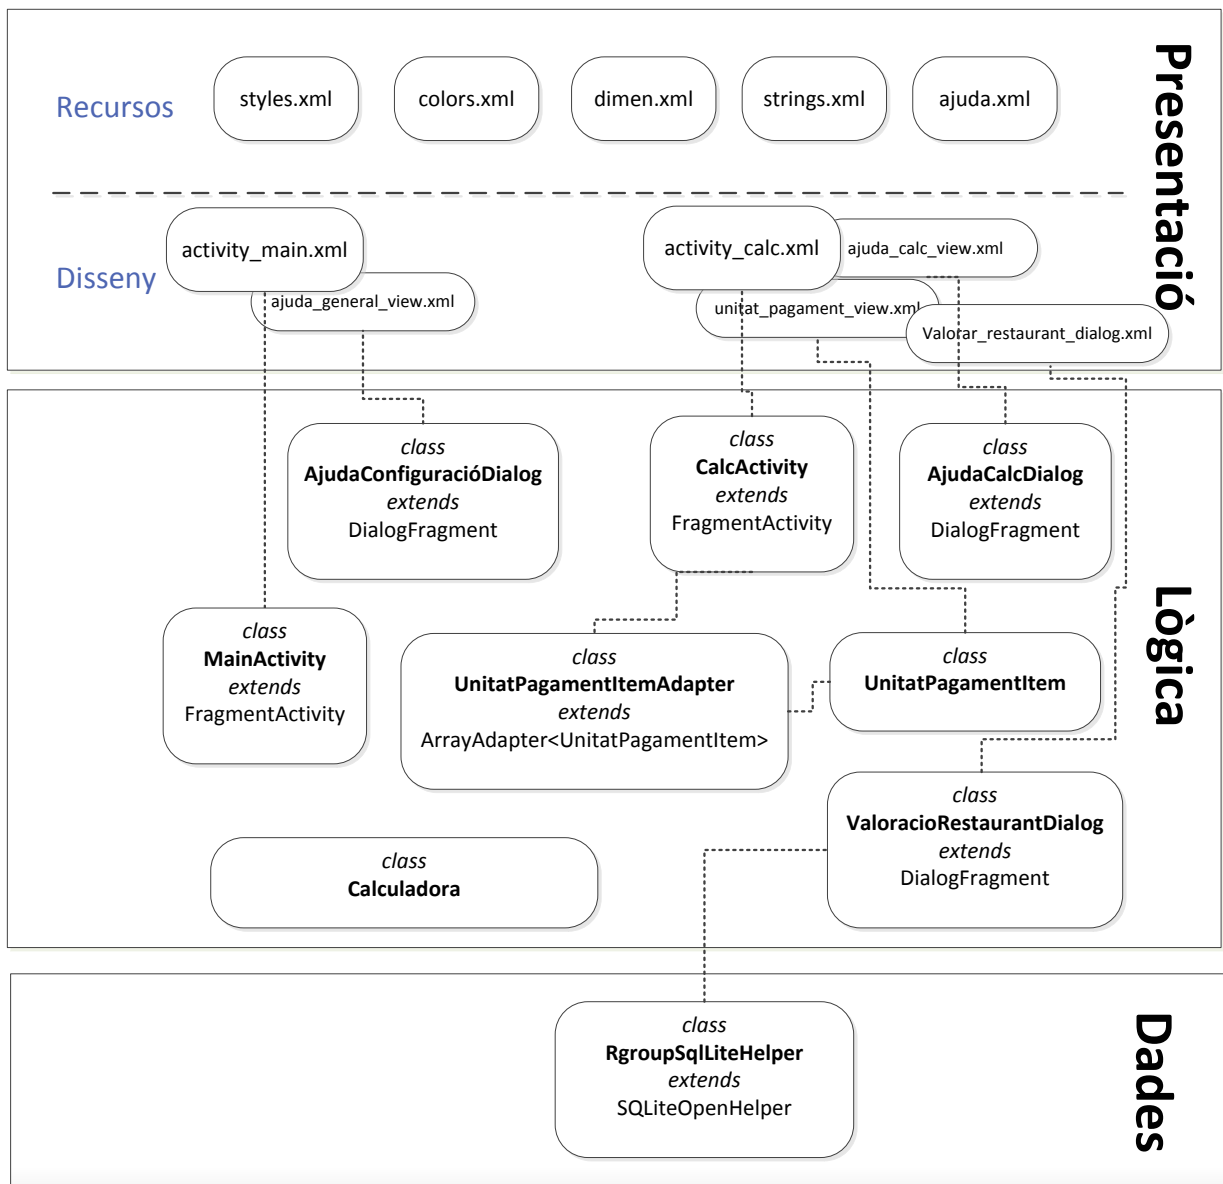 Presentació
Recursos
styles.xml
colors.xml
dimen.xml
strings.xml
ajuda.xml
Disseny
activity_main.xml
ajuda_general_view.xml
activity_calc.xml
ajuda_calc_view.xml
unitat_pagament_view.xml
Valorar_restaurant_dialog.xml
Lògica
class
AjudaConfiguracióDialog
extends
DialogFragment
class
CalcActivity
extends
FragmentActivity
class
AjudaCalcDialog
extends
DialogFragment
class
MainActivity
extends
FragmentActivity
class
UnitatPagamentItemAdapter
extends
ArrayAdapter<UnitatPagamentItem>
class
UnitatPagamentItem
class
ValoracioRestaurantDialog
extends
DialogFragment
class
Calculadora
Dades
class
RgroupSqlLiteHelper
extends
SQLiteOpenHelper